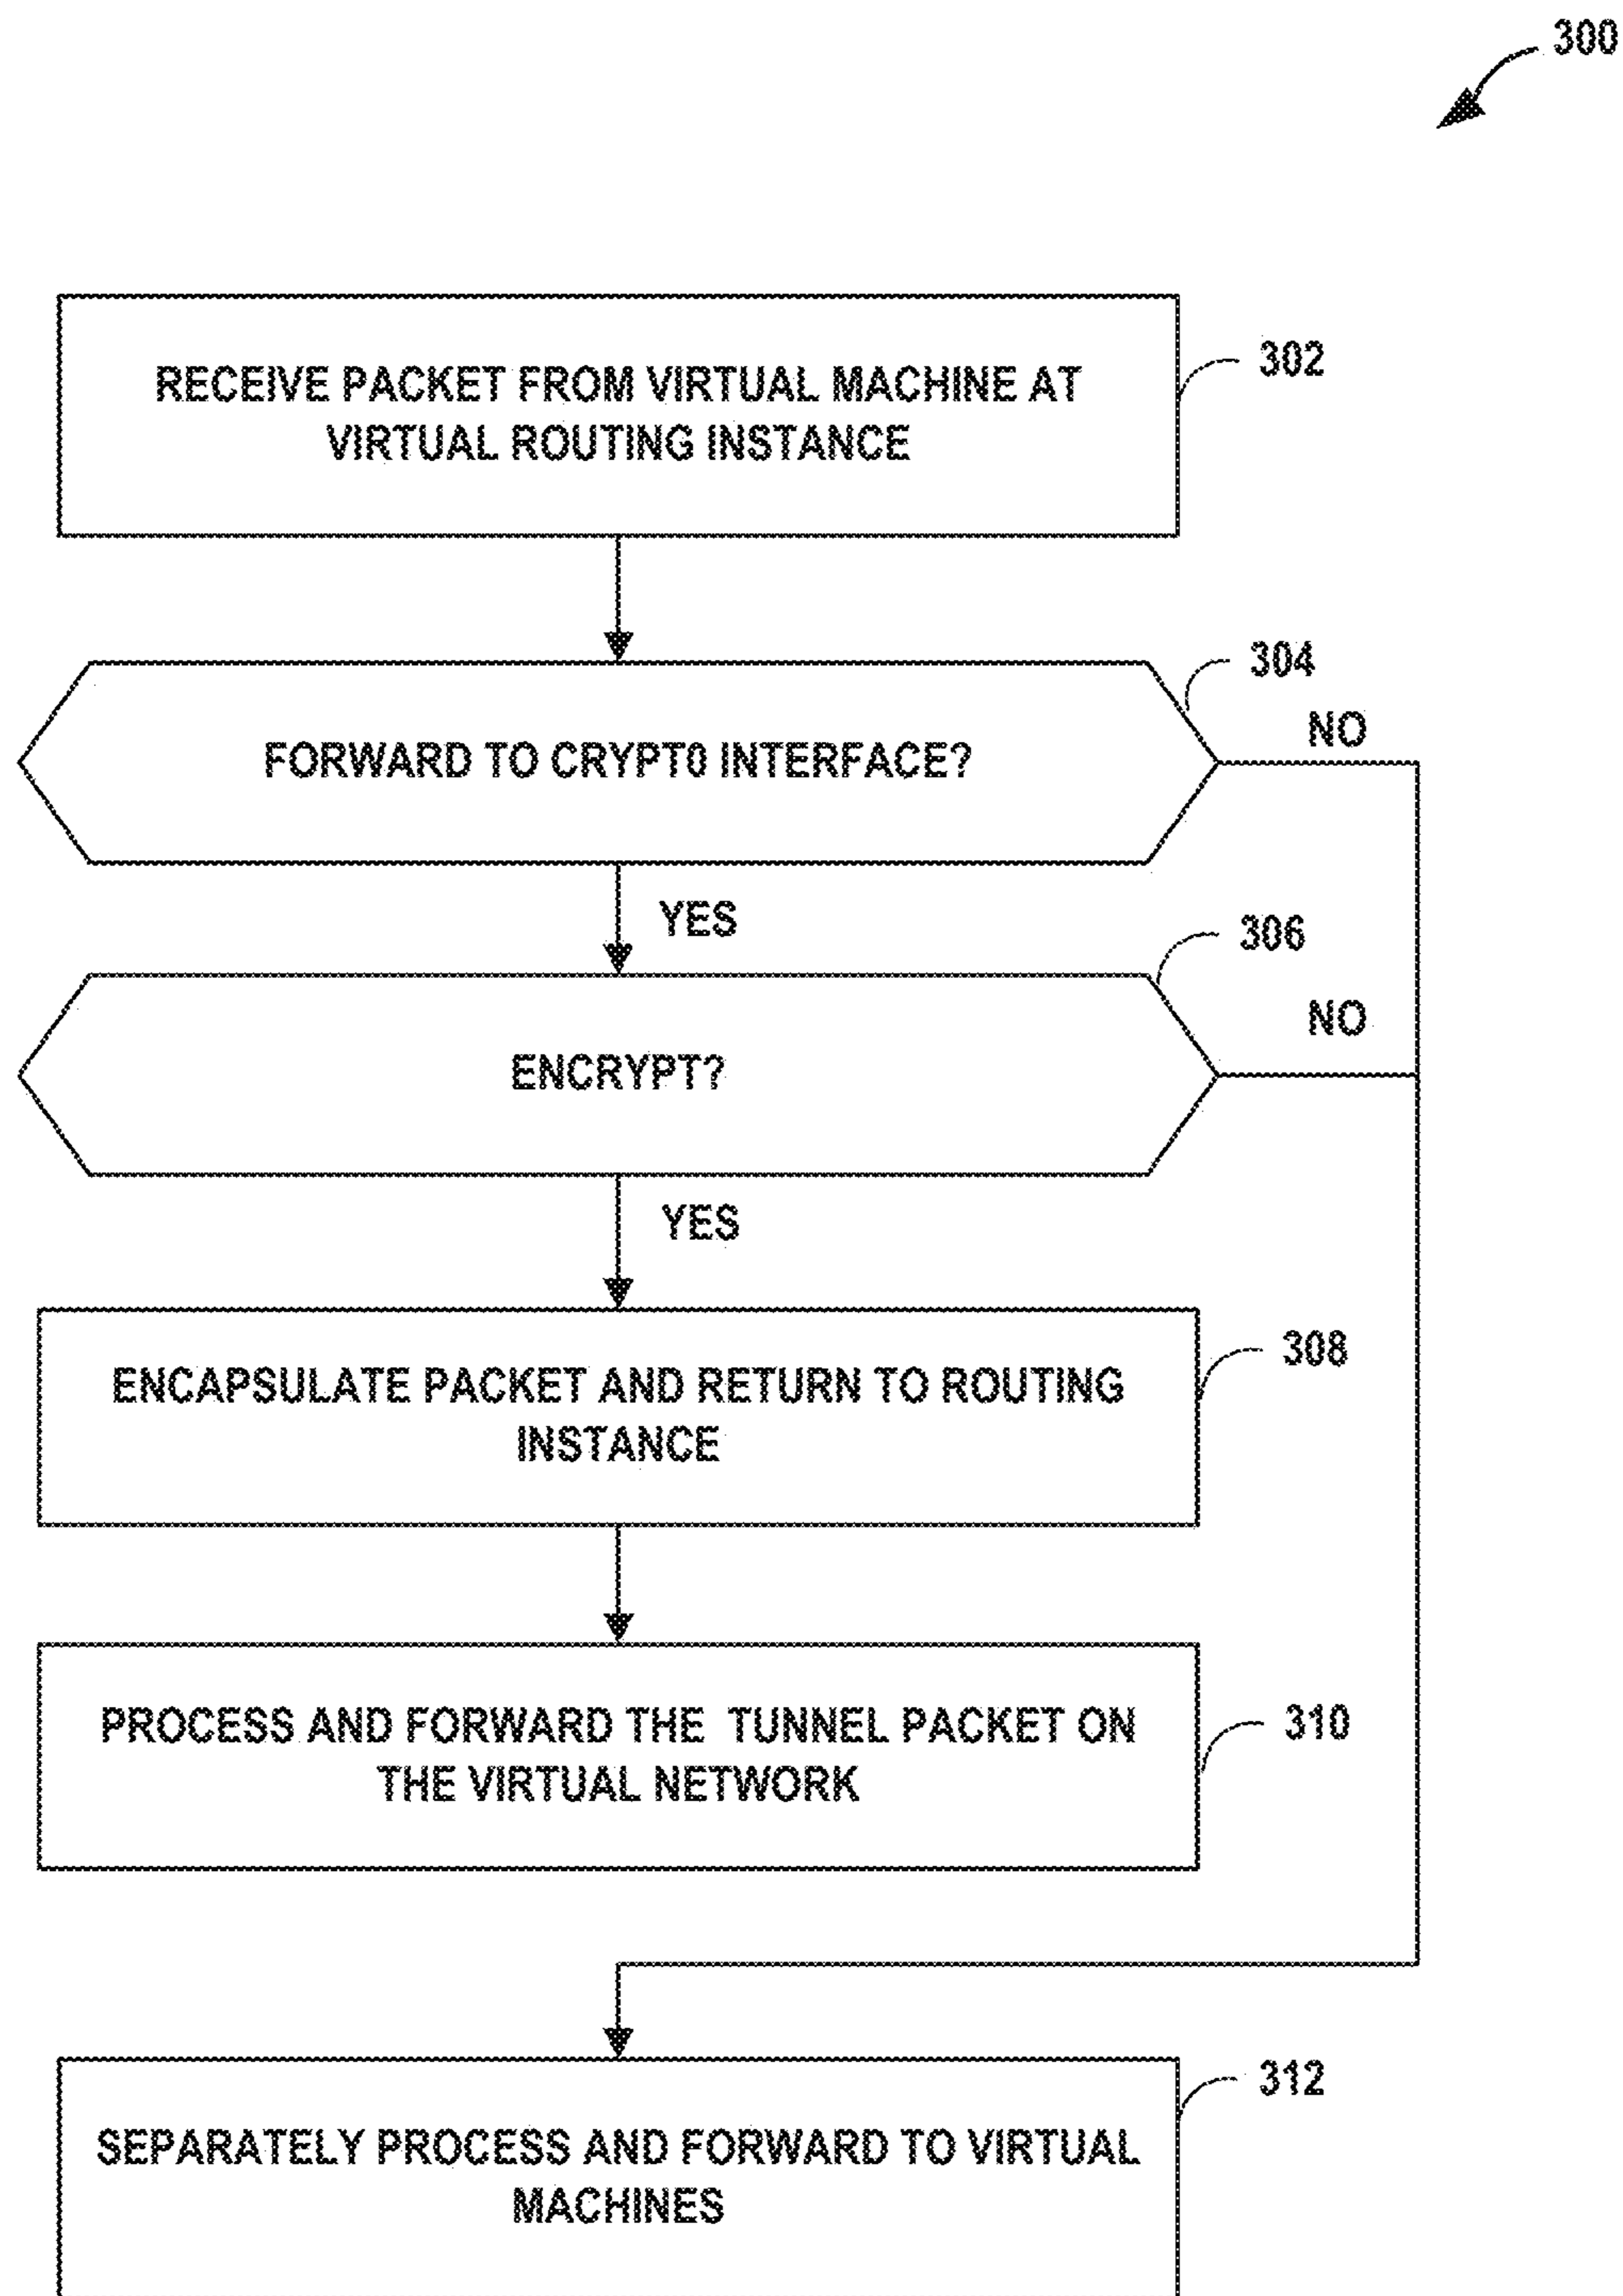 300
RECEIVE PACKET FROM VIRTUAL MACHINE AT
VIRTUAL ROUTING INSTANCE
302
FORWARD TO CRYPT0 INTERFACE?
304
NO
YES
306
NO
ENCRYPT?
YES
ENCAPSULATE PACKET AND RETURN TO ROUTING
INSTANCE
308
PROCESS AND FORWARD THE TUNNEL PACKET ON
THE VIRTUAL NETWORK
310
SEPARATELY PROCESS AND FORWARD TO VIRTUAL
MACHINES
312